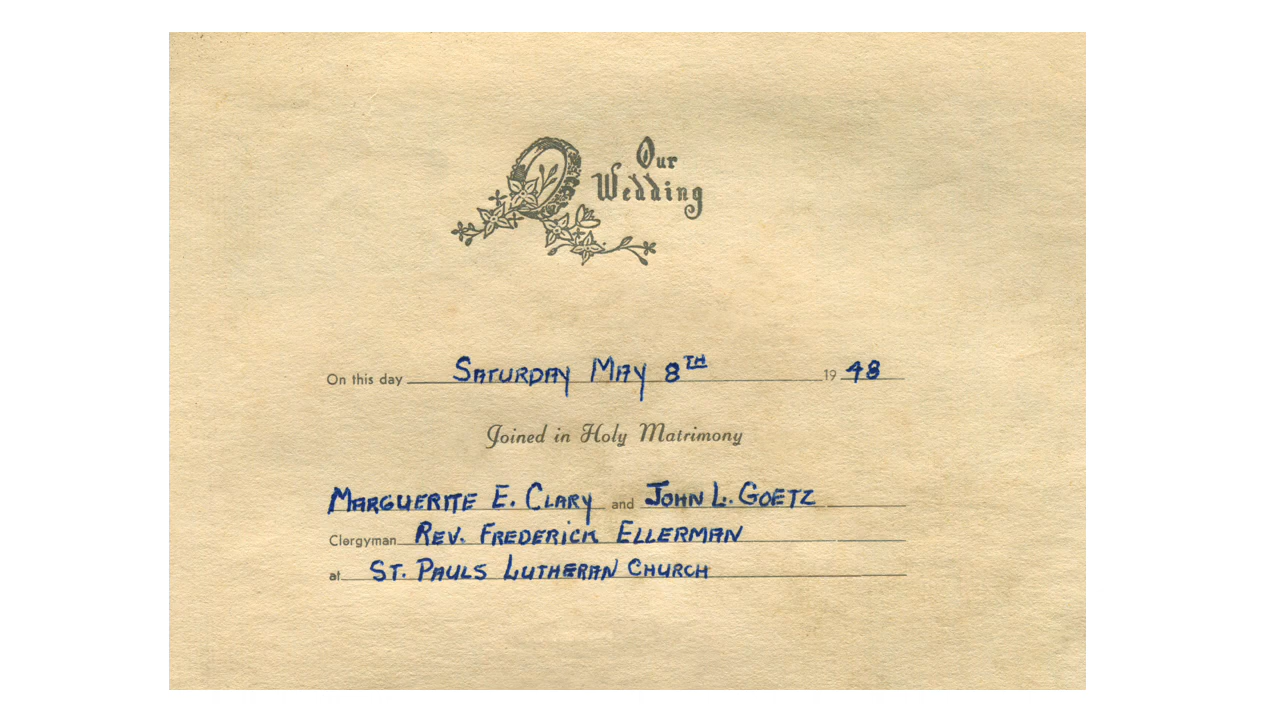 Our
Wedding
On this day Saturday May 8TH 1948
Joined in Holy Matrimony
Marguerite E. Clary and John L. Goetz
Clergyman Rev. Frederick Ellerman
at St. Pauls Lutheran Church